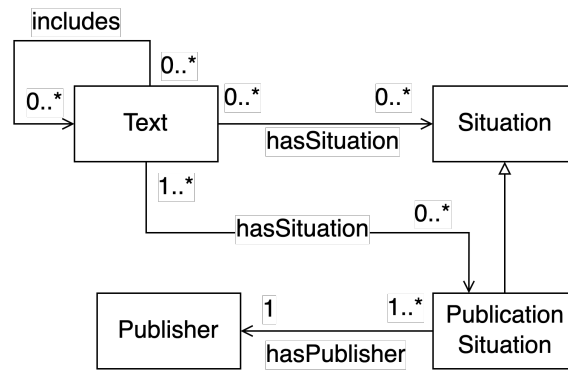 includes
0..*
0..*
0..*
0..*
Text
Situation
hasSituation
1..*
0..*
hasSituation
1
1..*
Publisher
Publication
Situation
hasPublisher